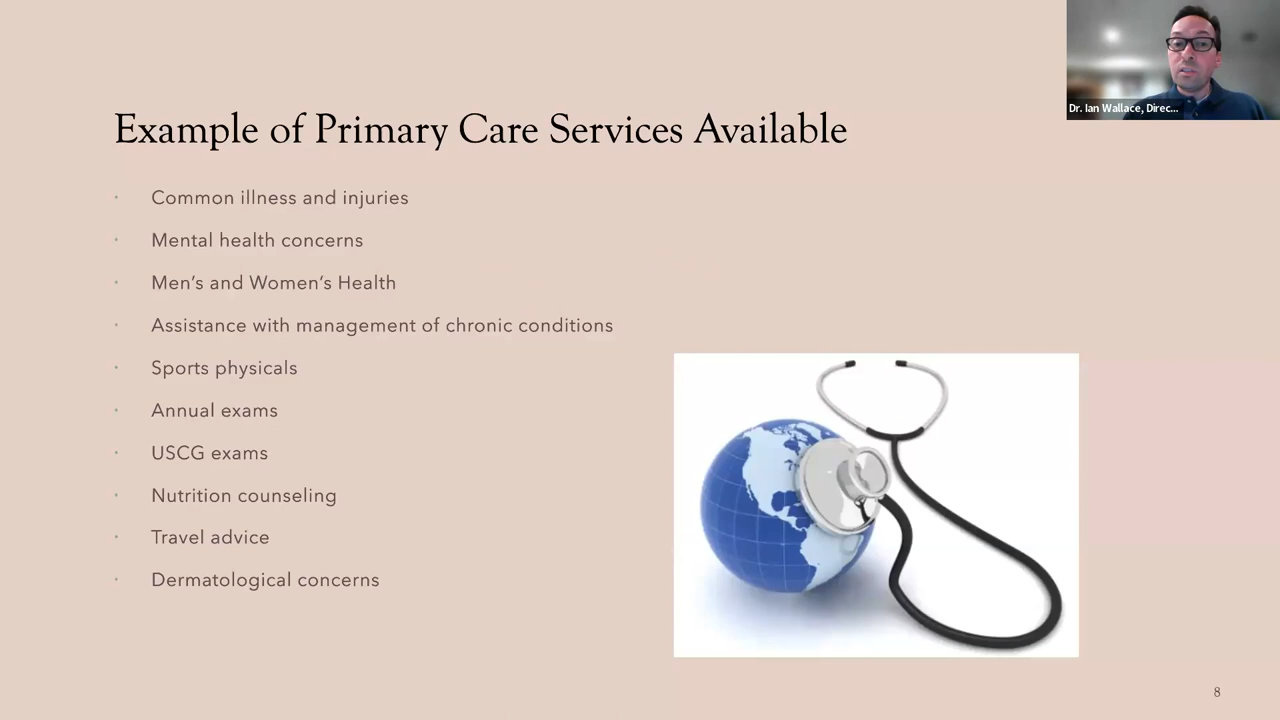 Dr. Ian Wallace, Direc...
Example of Primary Care Services Available
· Common illness and injuries
· Mental health concerns
· Men’s and Women’s Health
· Assistance with management of chronic conditions
· Sports physicals
· Annual exams
· USCG exams
· Nutrition counseling
· Travel advice
· Dermatological concerns
8